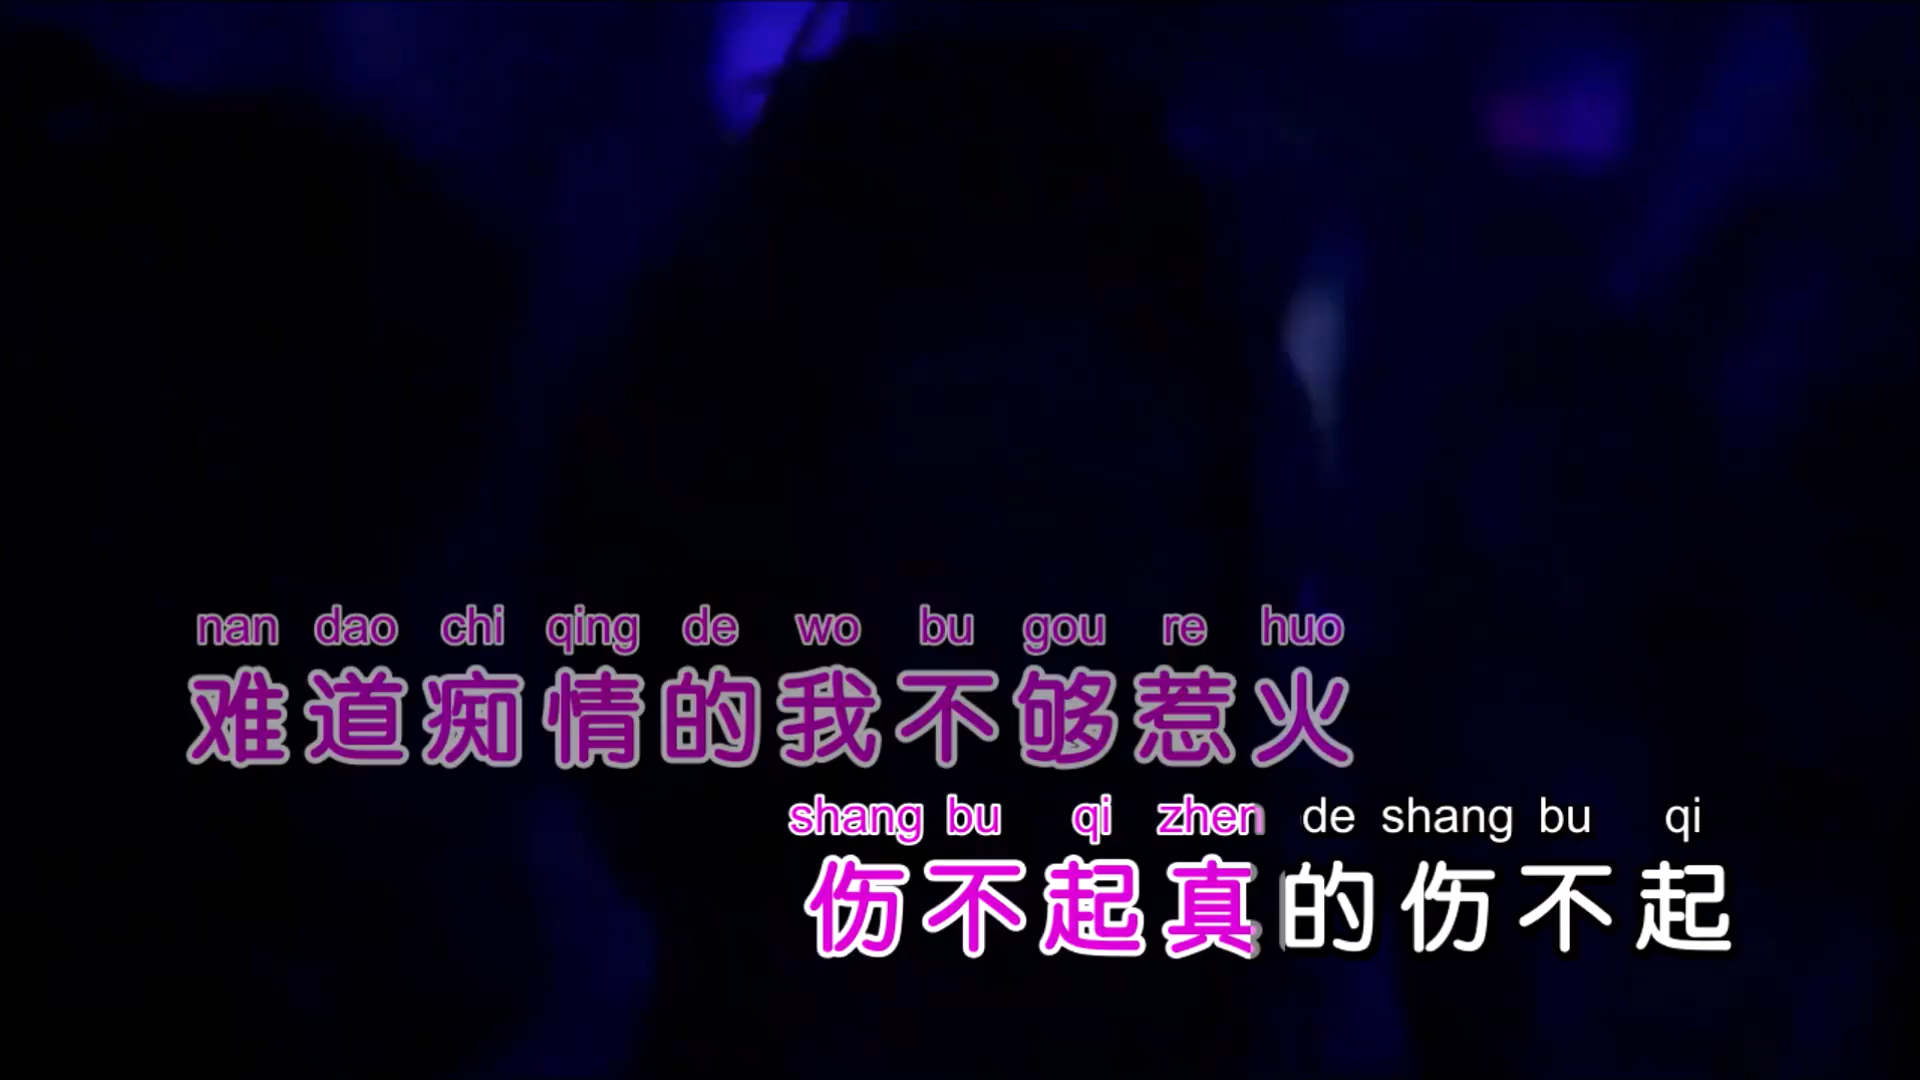 nan dao chi qing de wo bu gou re huo
难道痴情的我不够惹火
shang bu qi zhen de shang bu qi
伤不起真的伤不起